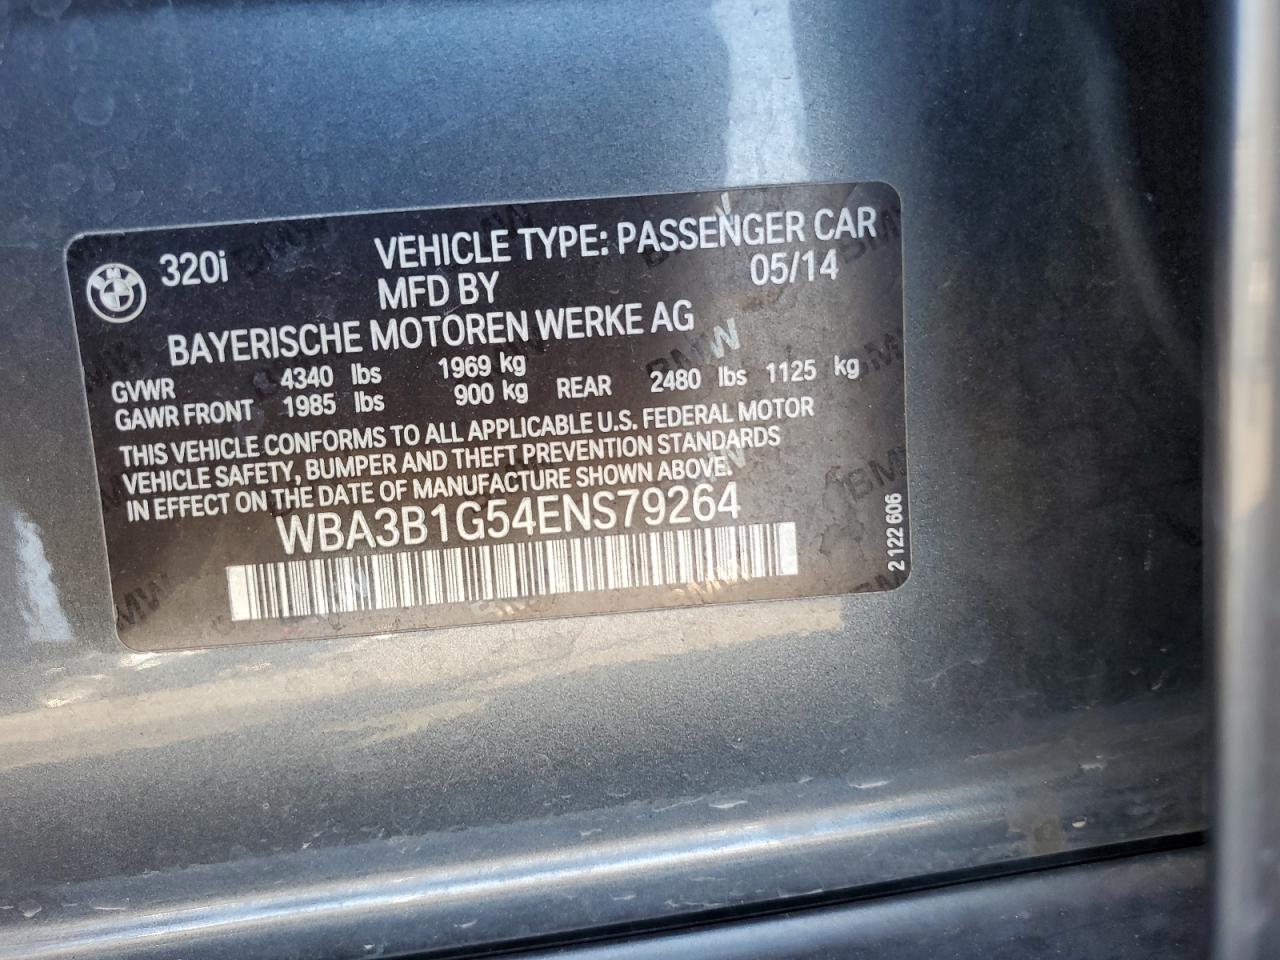 320i VEHICLE TYPE: PASSENGER CAR
MFD BY 05/14
BAYERISCHE MOTOREN WERKE AG
GVWR 4340 lbs 1969 kg
GAWR FRONT 1985 lbs 900 kg REAR 2480 lbs 1125 kg
THIS VEHICLE CONFORMS TO ALL APPLICABLE U.S. FEDERAL MOTOR
VEHICLE SAFETY, BUMPER AND THEFT PREVENTION STANDARDS
IN EFFECT ON THE DATE OF MANUFACTURE SHOWN ABOVE.
WBA3B1G54ENS79264
2 122 606